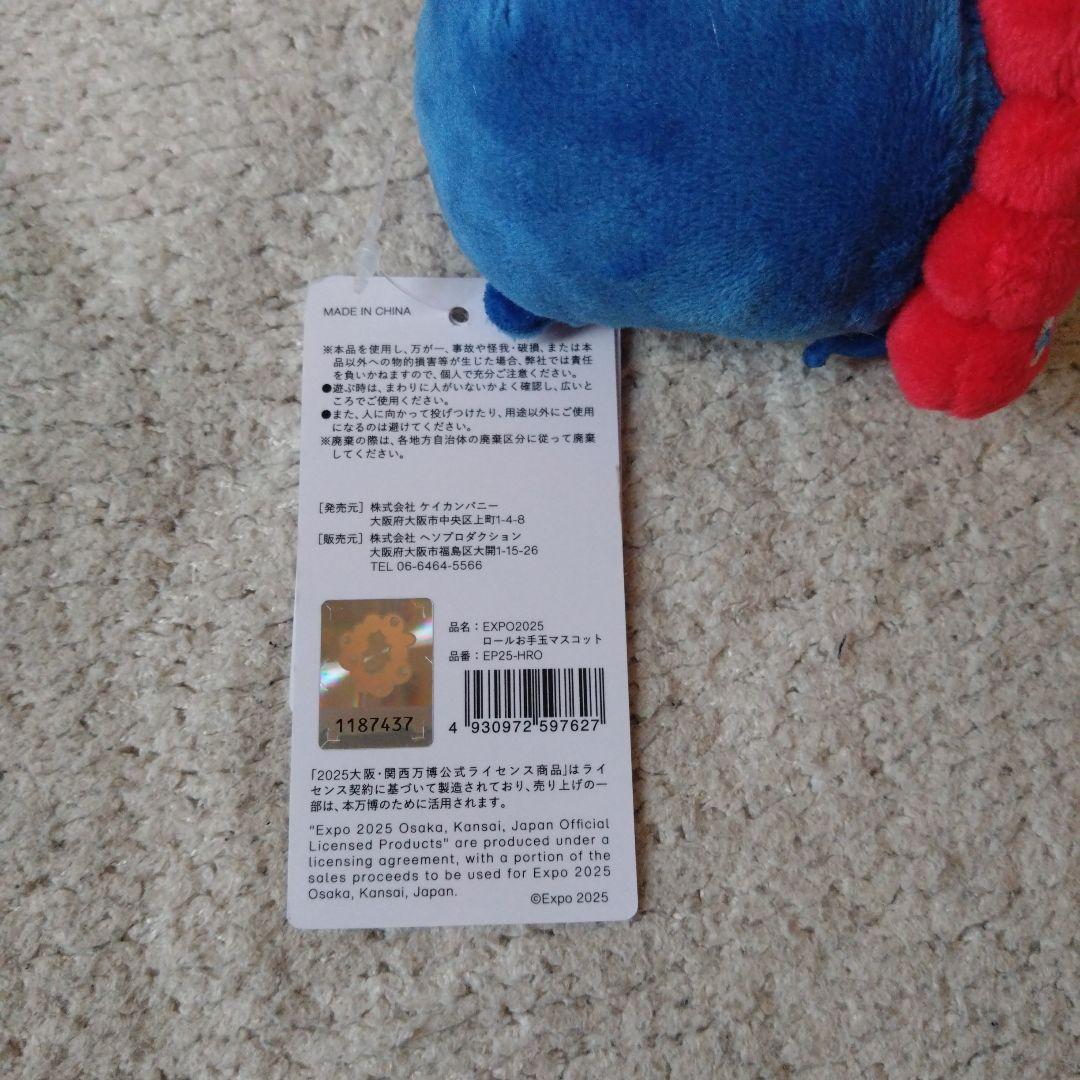 MADE IN CHINA
※本品を使用し、万が一、事故や怪我・破損、または本
品以外への物的損害等が生じた場合、弊社では責任
を負いかねますので、個人で充分ご注意ください。
●遊ぶ時は、まわりに人がいないかよく確認し、広いと
ころでご使用ください。
●また、人に向かって投げつけたり、用途以外にご使用
になるのは避けてください。
※廃棄の際は、各地方自治体の廃棄区分に従って廃棄
してください。
[発売元] 株式会社 ケイカンパニー
大阪府大阪市中央区上町1-4-8
[販売元] 株式会社 ヘソプロダクション
大阪府大阪市福島区大開1-15-26
TEL 06-6464-5566
品名:EXPO2025
ロールお手玉マスコット
品番:EP25-HRO
1187437
4 930972 597627
「2025大阪・関西万博公式ライセンス商品」はライ
センス契約に基づいて製造されており、売り上げの一
部は、本万博のために活用されます。
"Expo 2025 Osaka, Kansai, Japan Official
Licensed Products" are produced under a
licensing agreement, with a portion of the
sales proceeds to be used for Expo 2025
Osaka, Kansai, Japan.
©Expo 2025